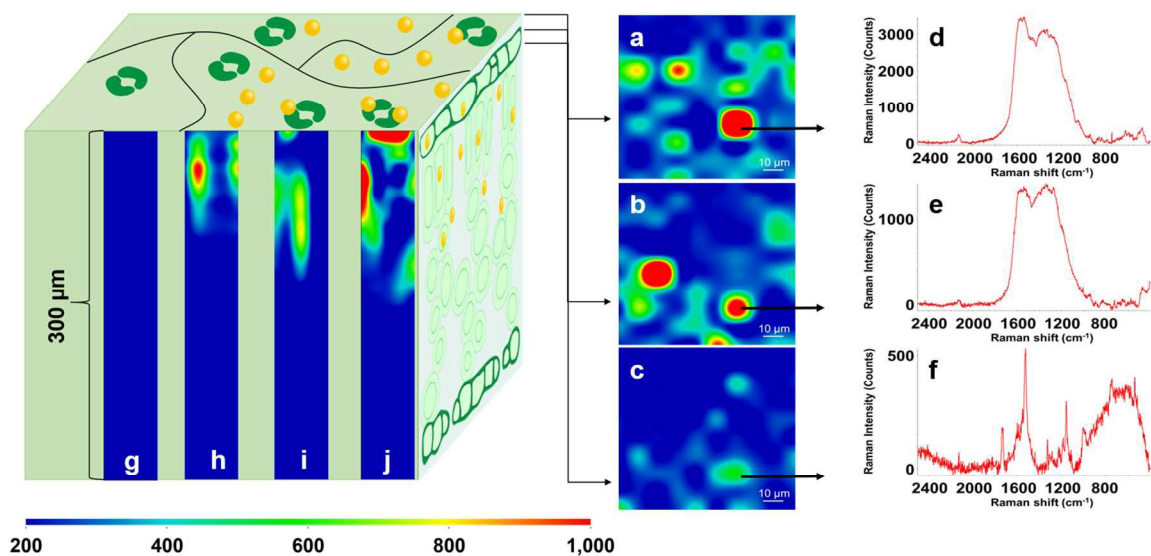 a
10 µm
b
10 µm
c
10 µm
d
Raman Intensity (Counts)
3000
2000
1000
0
2400 2000 1600 1200 800
Raman shift (cm-1)
e
Raman Intensity (Counts)
1000
0
2400 2000 1600 1200 800
Raman shift (cm-1)
f
Raman Intensity (Counts)
500
0
2400 2000 1600 1200 800
Raman shift (cm-1)
300 µm
g h i j
200 400 600 800 1,000